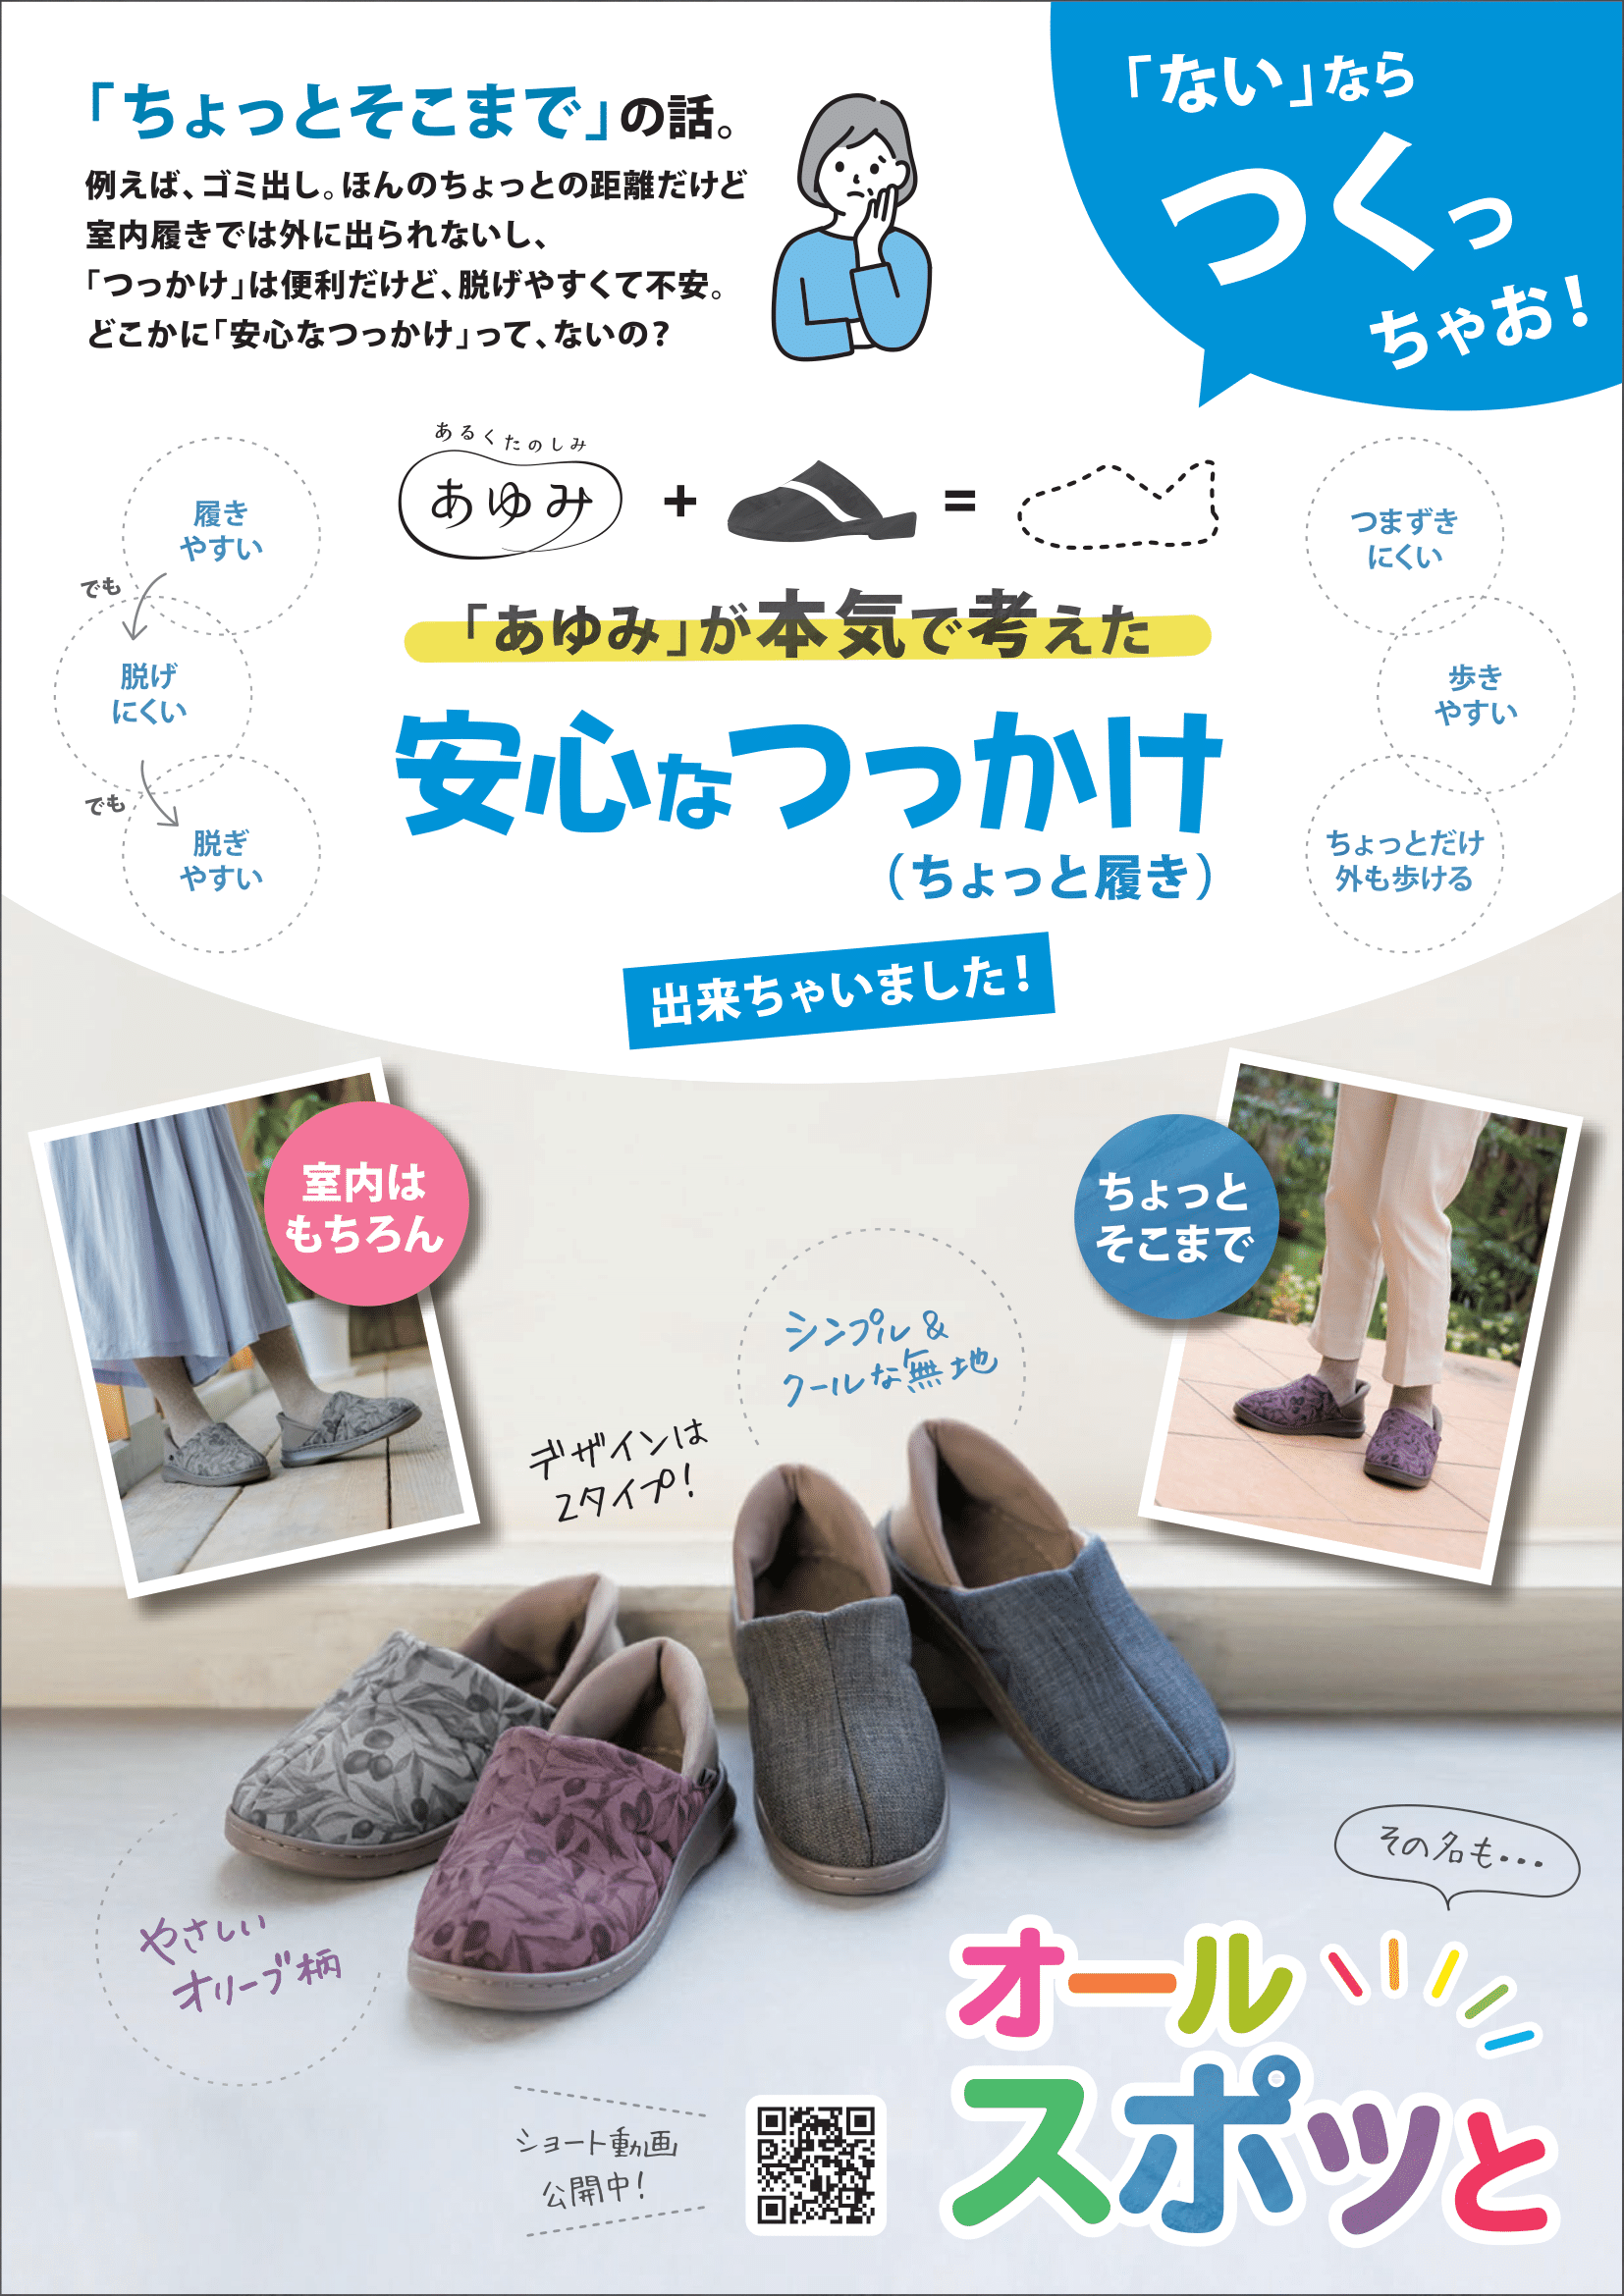 「ちょっとそこまで」の話。
例えば、ゴミ出し。ほんのちょっとの距離だけど
室内履きでは外に出られないし、
「つっかけ」は便利だけど、脱げやすくて不安。
どこかに「安心なつっかけ」って、ないの？
「ない」なら
つくっ
ちゃお！
あるくたのしみ
あゆみ
+
=
履き
やすい
でも
脱げ
にくい
でも
脱ぎ
やすい
つまずき
にくい
歩き
やすい
ちょっとだけ
外も歩ける
「あゆみ」が本気で考えた
安心なつっかけ
（ちょっと履き）
出来ちゃいました！
室内は
もちろん
ちょっと
そこまで
シンプル＆
クールな無地
デザインは
2タイプ！
やさしい
オリーブ柄
その名も・・・
オール
スポッと
ショート動画
公開中！